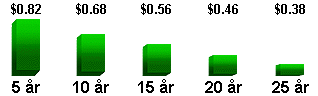 $0.82 $0.68 $0.56 $0.46 $0.38
5 år 10 år 15 år 20 år 25 år